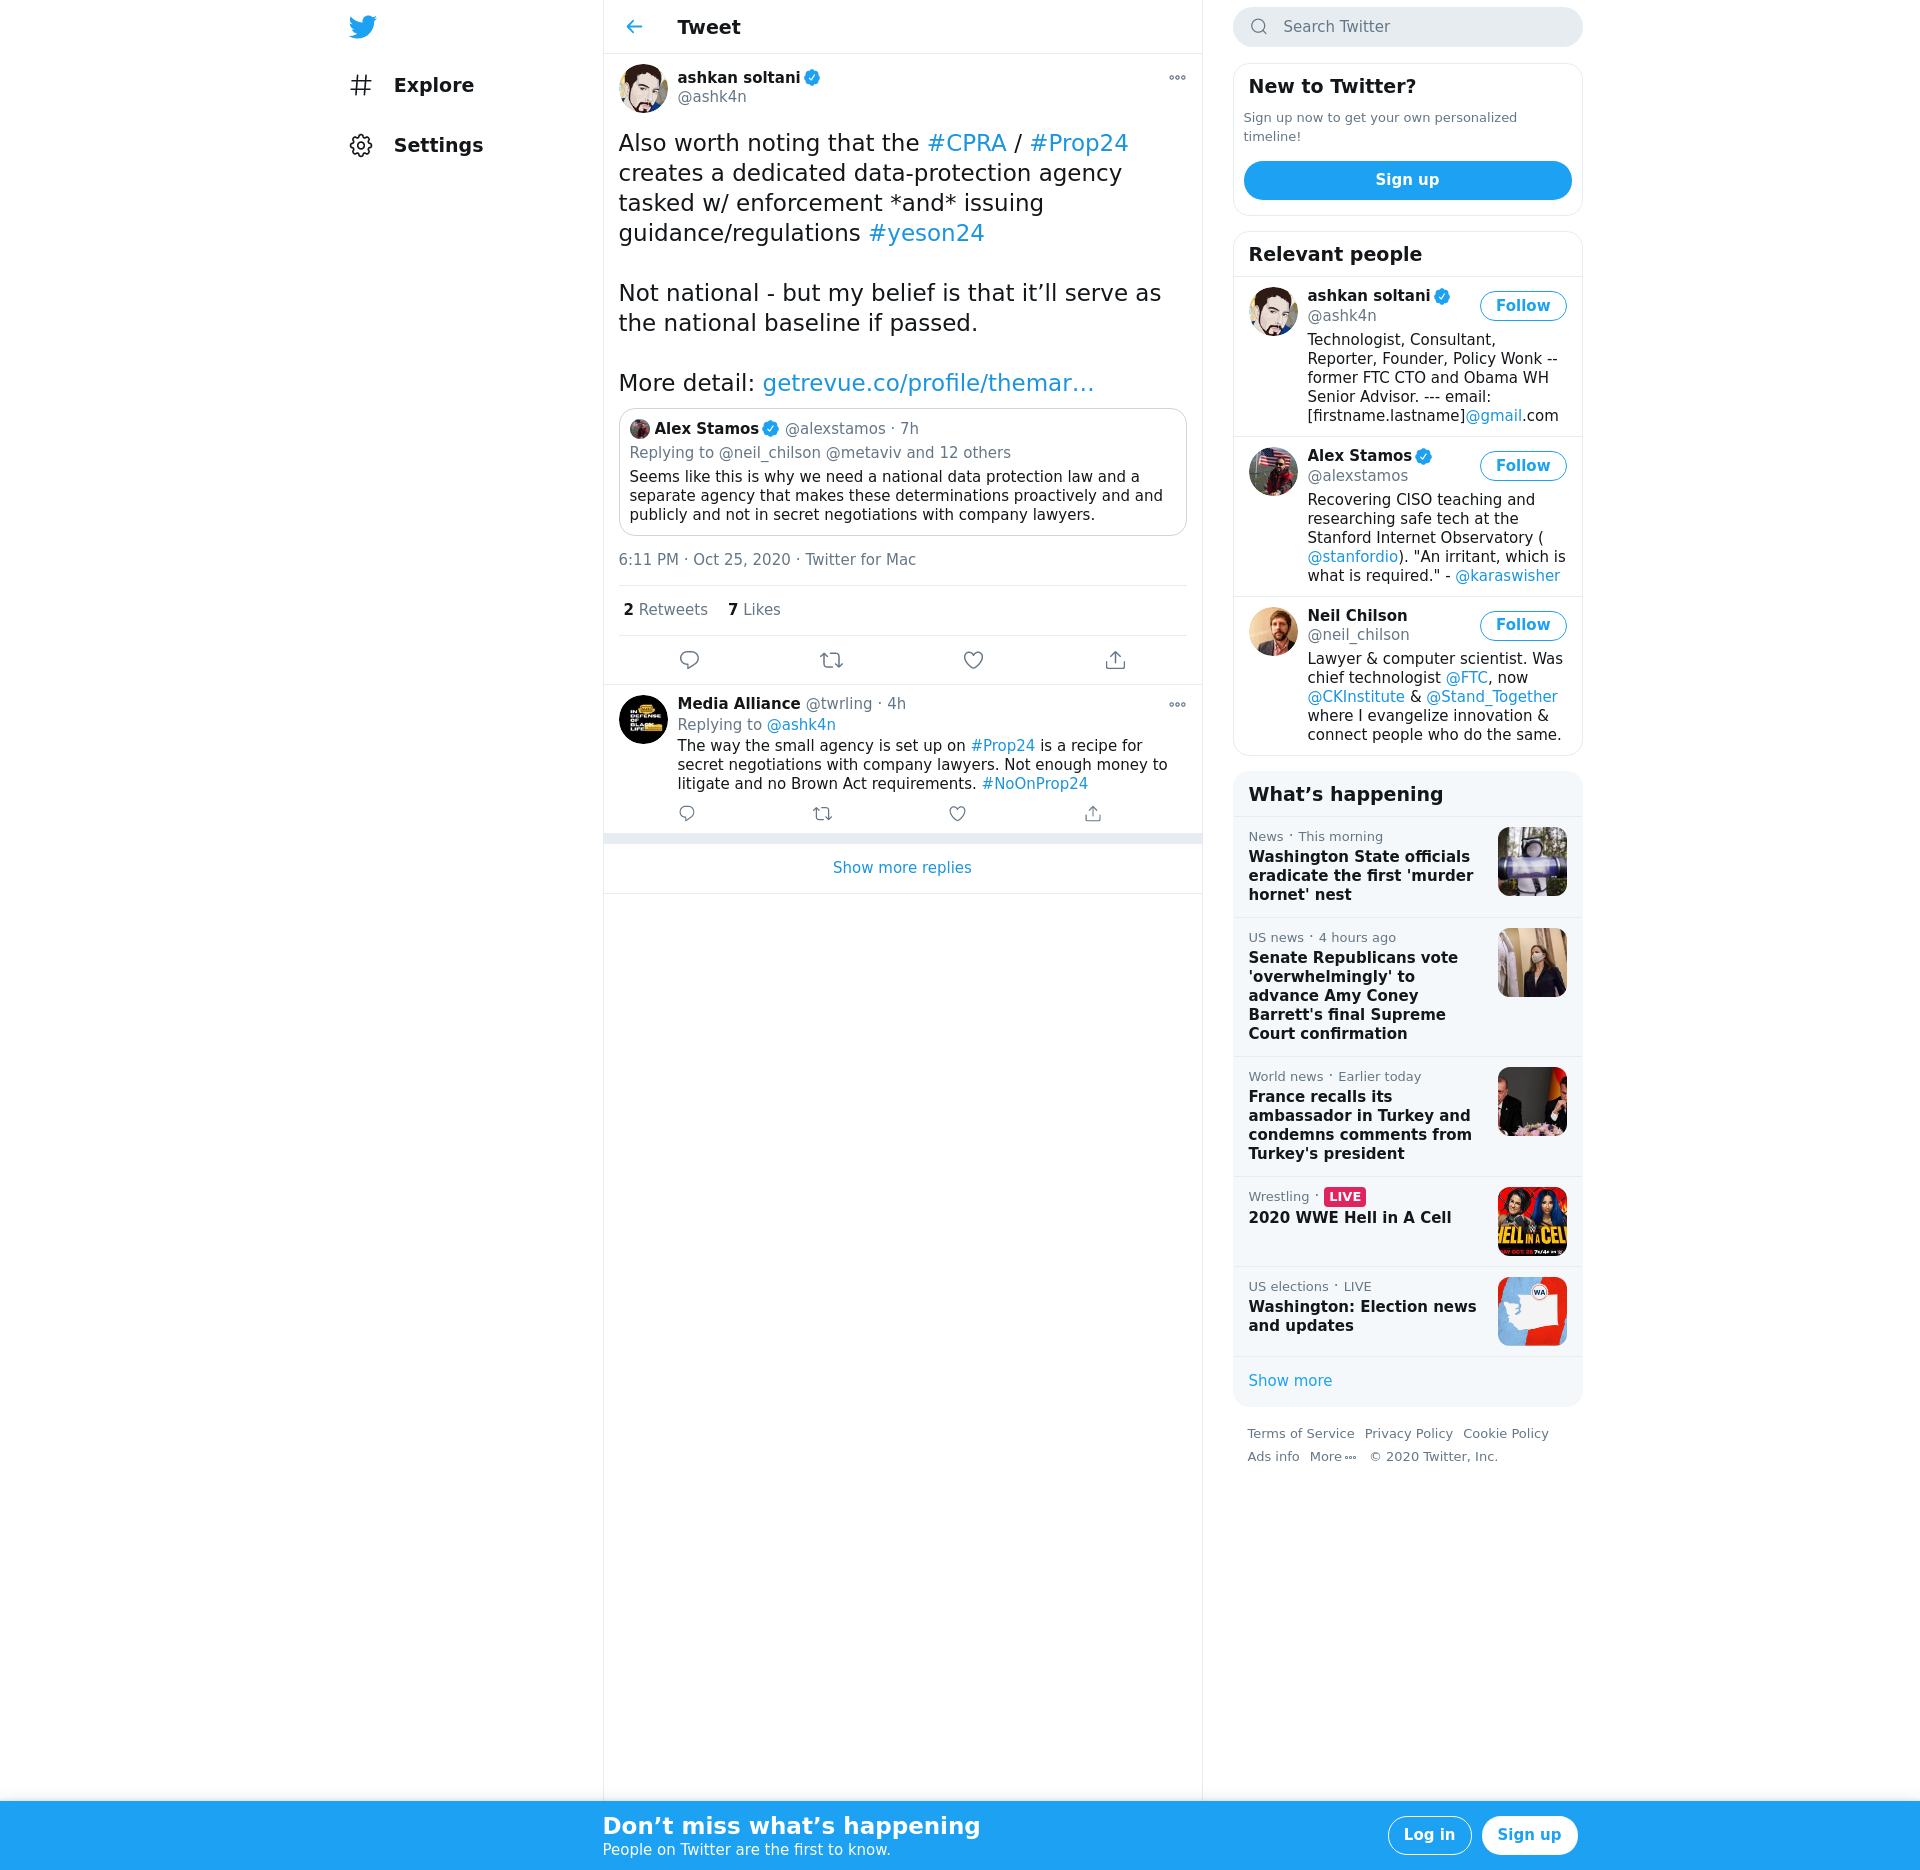 Explore
Settings
Tweet
ashkan soltani
@ashk4n
Also worth noting that the #CPRA / #Prop24
creates a dedicated data-protection agency
tasked w/ enforcement *and* issuing
guidance/regulations #yeson24
Not national - but my belief is that it’ll serve as
the national baseline if passed.
More detail: getrevue.co/profile/themar…
Alex Stamos @alexstamos · 7h
Replying to @neil_chilson @metaviv and 12 others
Seems like this is why we need a national data protection law and a
separate agency that makes these determinations proactively and and
publicly and not in secret negotiations with company lawyers.
6:11 PM · Oct 25, 2020 · Twitter for Mac
2 Retweets 7 Likes
IN
DEFENSE
OF
BLACK
LIFE
Media Alliance @twrling · 4h
Replying to @ashk4n
The way the small agency is set up on #Prop24 is a recipe for
secret negotiations with company lawyers. Not enough money to
litigate and no Brown Act requirements. #NoOnProp24
Show more replies
Search Twitter
New to Twitter?
Sign up now to get your own personalized
timeline!
Sign up
Relevant people
ashkan soltani
@ashk4n
Follow
Technologist, Consultant,
Reporter, Founder, Policy Wonk --
former FTC CTO and Obama WH
Senior Advisor. --- email:
[firstname.lastname]@gmail.com
Alex Stamos
@alexstamos
Follow
Recovering CISO teaching and
researching safe tech at the
Stanford Internet Observatory (
@stanfordio). "An irritant, which is
what is required." - @karaswisher
Neil Chilson
@neil_chilson
Follow
Lawyer & computer scientist. Was
chief technologist @FTC, now
@CKInstitute & @Stand_Together
where I evangelize innovation &
connect people who do the same.
What’s happening
News · This morning
Washington State officials
eradicate the first 'murder
hornet' nest
US news · 4 hours ago
Senate Republicans vote
'overwhelmingly' to
advance Amy Coney
Barrett's final Supreme
Court confirmation
World news · Earlier today
France recalls its
ambassador in Turkey and
condemns comments from
Turkey's president
Wrestling · LIVE
2020 WWE Hell in A Cell
HELL IN A CELL
US elections · LIVE
Washington: Election news
and updates
WA
Show more
Terms of Service Privacy Policy Cookie Policy
Ads info More © 2020 Twitter, Inc.
Don’t miss what’s happening
People on Twitter are the first to know.
Log in
Sign up